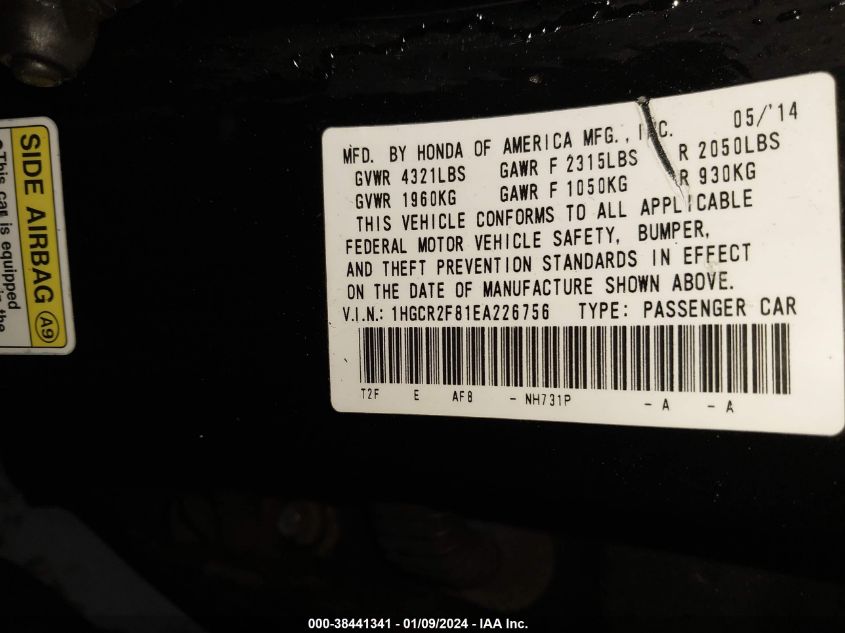 SIDE AIRBAG A9
• This car is equipped
MFD. BY HONDA OF AMERICA MFG., INC. 05/'14
GVWR 4321LBS GAWR F 2315LBS R 2050LBS
GVWR 1960KG GAWR F 1050KG R 930KG
THIS VEHICLE CONFORMS TO ALL APPLICABLE
FEDERAL MOTOR VEHICLE SAFETY, BUMPER,
AND THEFT PREVENTION STANDARDS IN EFFECT
ON THE DATE OF MANUFACTURE SHOWN ABOVE.
V.I.N.: 1HGCR2F81EA226756 TYPE: PASSENGER CAR
T2F E AF8 - NH731P - A - A
000-38441341 - 01/09/2024 - IAA Inc.